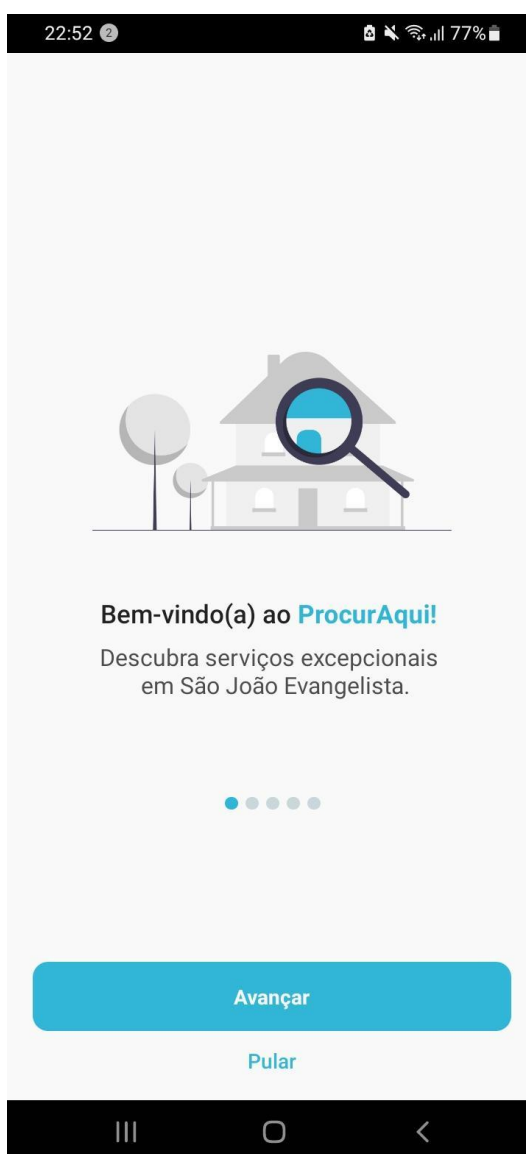 22:52 2 77%
Bem-vindo(a) ao ProcurAqui!
Descubra serviços excepcionais
em São João Evangelista.
Avançar
Pular